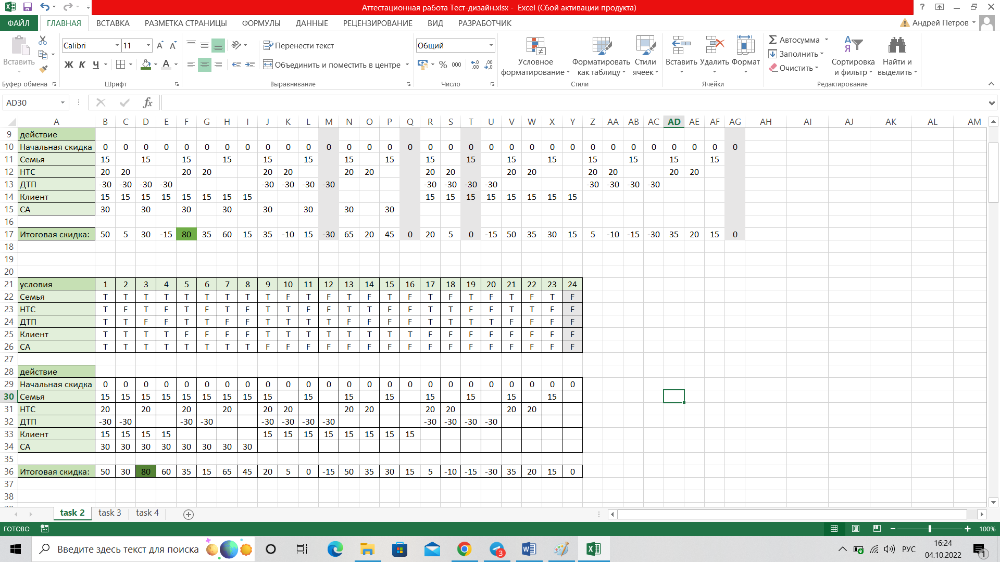 Аттестационная работа Тест-дизайн.xlsx - Excel (Сбой активации продукта)
ФАЙЛ ГЛАВНАЯ ВСТАВКА РАЗМЕТКА СТРАНИЦЫ ФОРМУЛЫ ДАННЫЕ РЕЦЕНЗИРОВАНИЕ ВИД РАЗРАБОТЧИК Андрей Петров
Вставить
Calibri 11
Ж К Ч
Перенести текст
Объединить и поместить в центре
Общий
% 000
Условное форматирование
Форматировать как таблицу
Стили ячеек
Вставить Удалить Формат
Автосумма
Заполнить
Очистить
Сортировка и фильтр
Найти и выделить
Буфер обмена Шрифт Выравнивание Число Стили Ячейки Редактирование
AD30 fx
A B C D E F G H I J K L M N O P Q R S T U V W X Y Z AA AB AC AD AE AF AG AH AI AJ AK AL AM
9 действие
10 Начальная скидка 0 0 0 0 0 0 0 0 0 0 0 0 0 0 0 0 0 0 0 0 0 0 0 0 0 0 0 0 0 0 0 0
11 Семья 15 15 15 15 15 15 15 15 15 15 15 15 15 15 15 15
12 НТС 20 20 20 20 20 20 20 20 20 20 20 20 20 20 20 20
13 ДТП -30 -30 -30 -30 -30 -30 -30 -30 -30 -30 -30 -30 -30 -30 -30 -30
14 Клиент 15 15 15 15 15 15 15 15 15 15 15 15 15 15 15 15
15 СА 30 30 30 30 30 30 30 30
16
17 Итоговая скидка: 50 5 30 -15 80 35 60 15 35 -10 15 -30 65 20 45 0 20 5 0 -15 50 35 30 15 5 -10 -15 -30 35 20 15 0
18
19
20
21 условия 1 2 3 4 5 6 7 8 9 10 11 12 13 14 15 16 17 18 19 20 21 22 23 24
22 Семья T T T T T T T T T F T F T F T F T F T F T F T F
23 НТС T F T F T F T F T T F F T T F F T F F F T T F F
24 ДТП T T F F T T F F T T T T F F F F T T T T F F F F
25 Клиент T T T T F F F F T T T T T T T T F F F F F F F F
26 СА T T T T T T T T F F F F F F F F F F F F F F F F
27
28 действие
29 Начальная скидка 0 0 0 0 0 0 0 0 0 0 0 0 0 0 0 0 0 0 0 0 0 0 0 0
30 Семья 15 15 15 15 15 15 15 15 15 15 15 15 15 15 15 15
31 НТС 20 20 20 20 20 20 20 20 20 20 20 20
32 ДТП -30 -30 -30 -30 -30 -30 -30 -30 -30 -30 -30 -30
33 Клиент 15 15 15 15 15 15 15 15 15 15 15 15
34 СА 30 30 30 30 30 30 30 30
35
36 Итоговая скидка: 50 30 80 60 35 15 65 45 20 5 0 -15 50 35 30 15 5 -10 -15 -30 35 20 15 0
37
38
task 2 task 3 task 4
ГОТОВО 100%
Введите здесь текст для поиска
3
РУС
16:24
04.10.2022
1